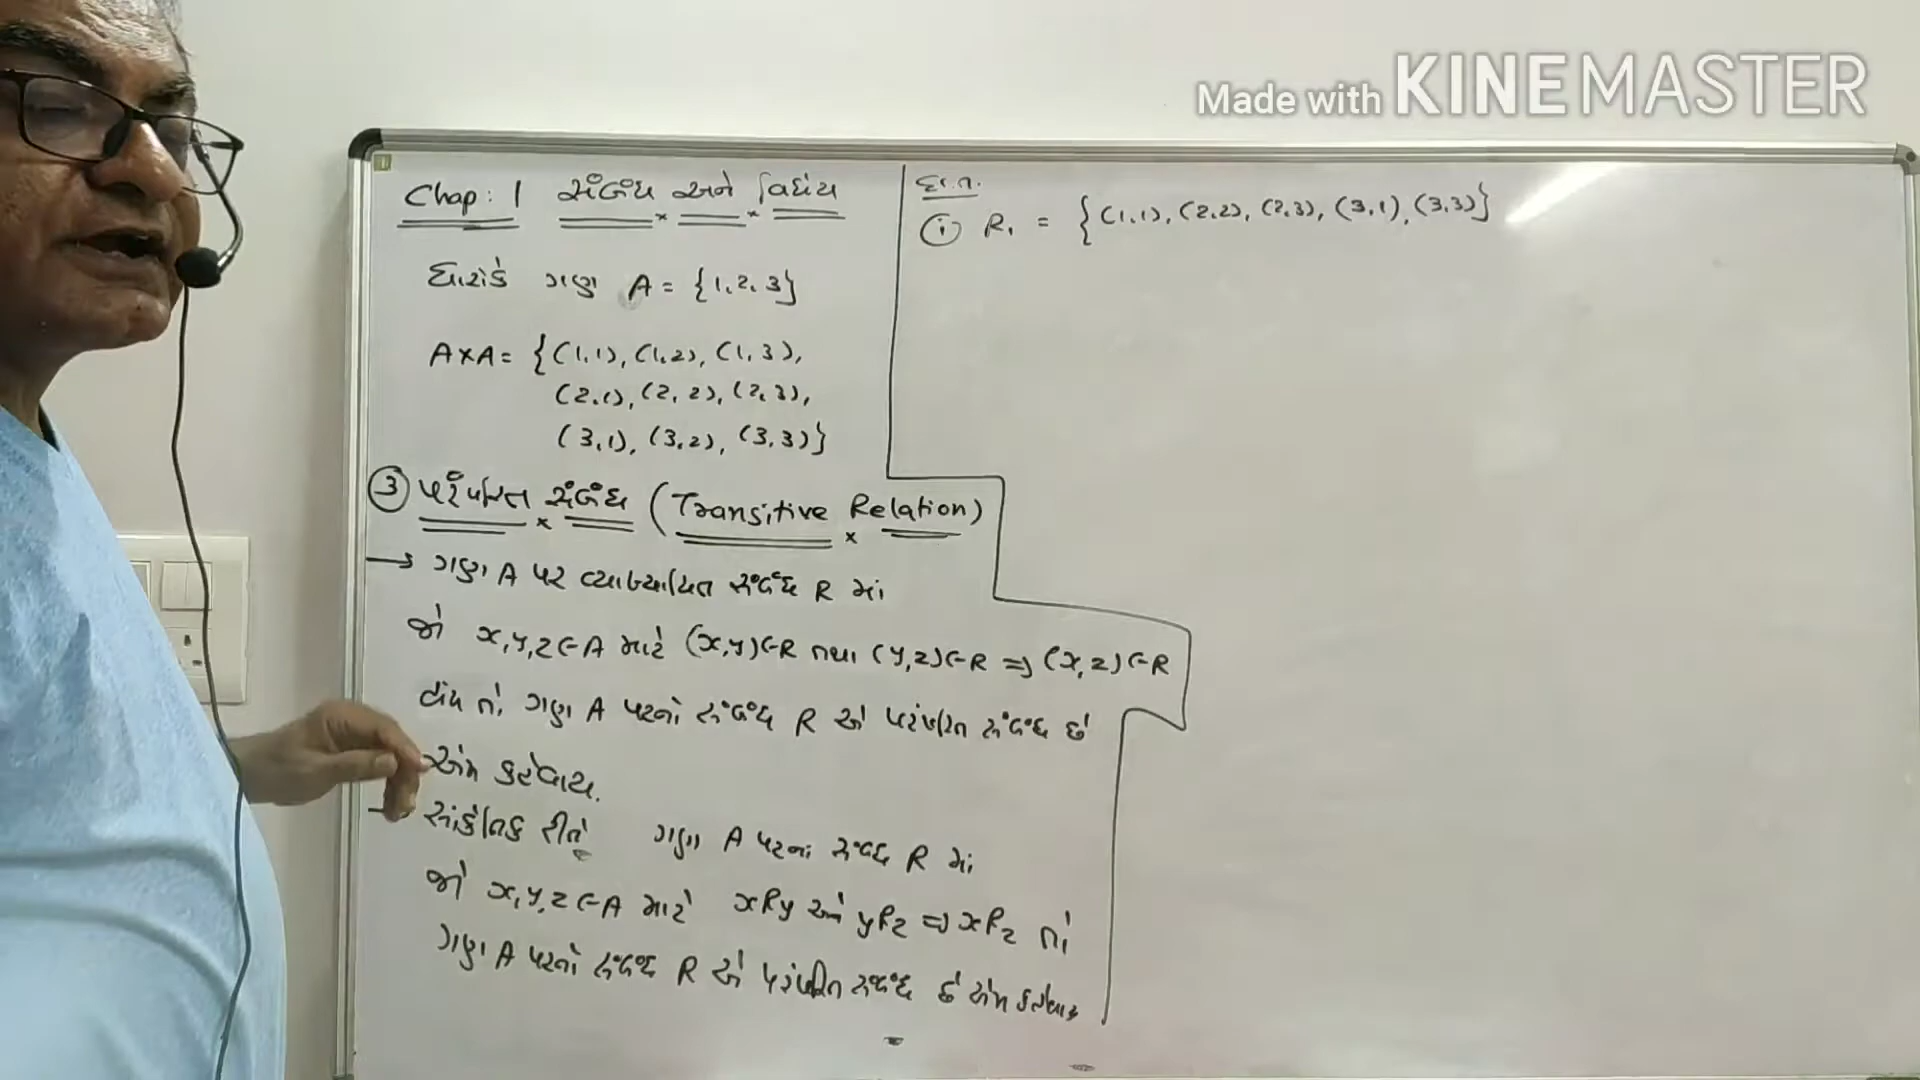 Made with KINEMASTER
Chap: 1 સંબંધ અને વિધેય
ધારોકે ગણ A = {1, 2, 3}
A×A = {(1,1), (1,2), (1,3),
(2,1), (2,2), (2,3),
(3,1), (3,2), (3,3)}
③ પરંપરિત સંબંધ (Transitive Relation)
→ ગણ A પર વ્યાખ્યાયિત સંબંધ R માં
જો x,y,z∈A માટે (x,y)∈R તથા (y,z)∈R ⇒ (x,z)∈R
હોય તો ગણ A પરનો સંબંધ R એ પરંપરિત સંબંધ છે
એમ કહેવાય.
→ સાંકેતિક રીતે ગણ A પરના સંબંધ R માં
જો x,y,z∈A માટે xRy અને yRz ⇒ xRz તો
ગણ A પરનો સંબંધ R એ પરંપરિત સંબંધ છે એમ કહેવાય
દા.ત.
(i) R₁ = {(1,1), (2,2), (2,3), (3,1), (3,3)}